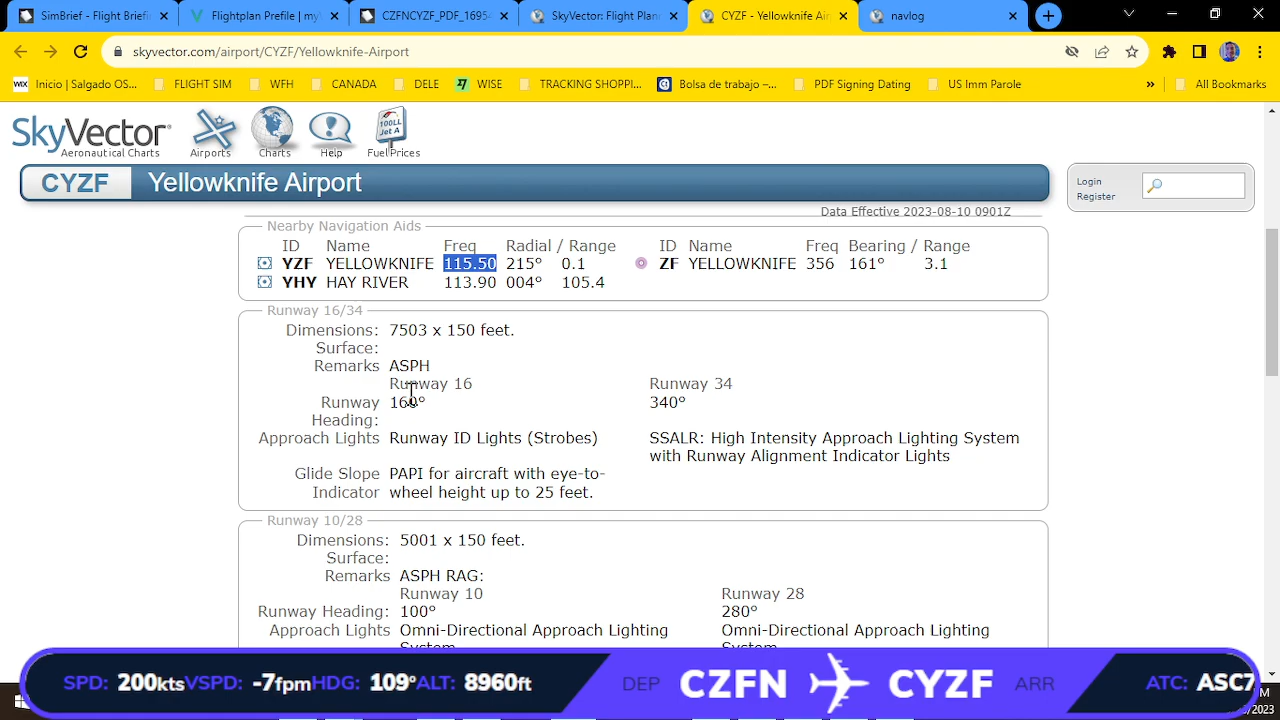 SimBrief - Flight Briefi
Flightplan Prefile | my
CZFNCYZF_PDF_1695
SkyVector: Flight Plan
CYZF - Yellowknife Air
navlog
skyvector.com/airport/CYZF/Yellowknife-Airport
WIX Inicio | Salgado OS... FLIGHT SIM WFH CANADA DELE WISE TRACKING SHOPPI... Bolsa de trabajo –... PDF Signing Dating US Imm Parole » All Bookmarks
SkyVector
Aeronautical Charts
100LL
Jet A
Airports Charts Help Fuel Prices
CYZF Yellowknife Airport
Login
Register
Data Effective 2023-08-10 0901Z
Nearby Navigation Aids
ID Name Freq Radial / Range ID Name Freq Bearing / Range
YZF YELLOWKNIFE 115.50 215° 0.1 ZF YELLOWKNIFE 356 161° 3.1
YHY HAY RIVER 113.90 004° 105.4
Runway 16/34
Dimensions: 7503 x 150 feet.
Surface:
Remarks ASPH
Runway 16 Runway 34
Runway 160° 340°
Heading:
Approach Lights Runway ID Lights (Strobes) SSALR: High Intensity Approach Lighting System
with Runway Alignment Indicator Lights
Glide Slope PAPI for aircraft with eye-to-
Indicator wheel height up to 25 feet.
Runway 10/28
Dimensions: 5001 x 150 feet.
Surface:
Remarks ASPH RAG:
Runway 10 Runway 28
Runway Heading: 100° 280°
Approach Lights Omni-Directional Approach Lighting Omni-Directional Approach Lighting
System System
SPD: 200kts VSPD: -7fpm HDG: 109° ALT: 8960ft DEP CZFN CYZF ARR ATC: ASC7